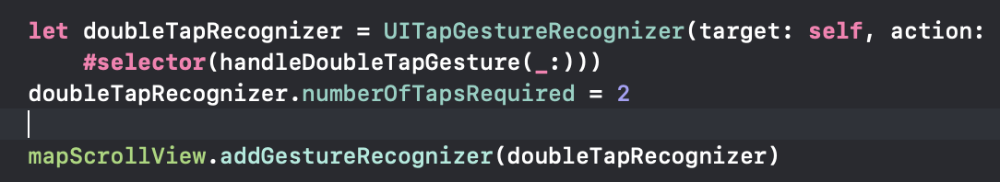 let doubleTapRecognizer = UITapGestureRecognizer(target: self, action:
#selector(handleDoubleTapGesture(_:)))
doubleTapRecognizer.numberOfTapsRequired = 2
mapScrollView.addGestureRecognizer(doubleTapRecognizer)